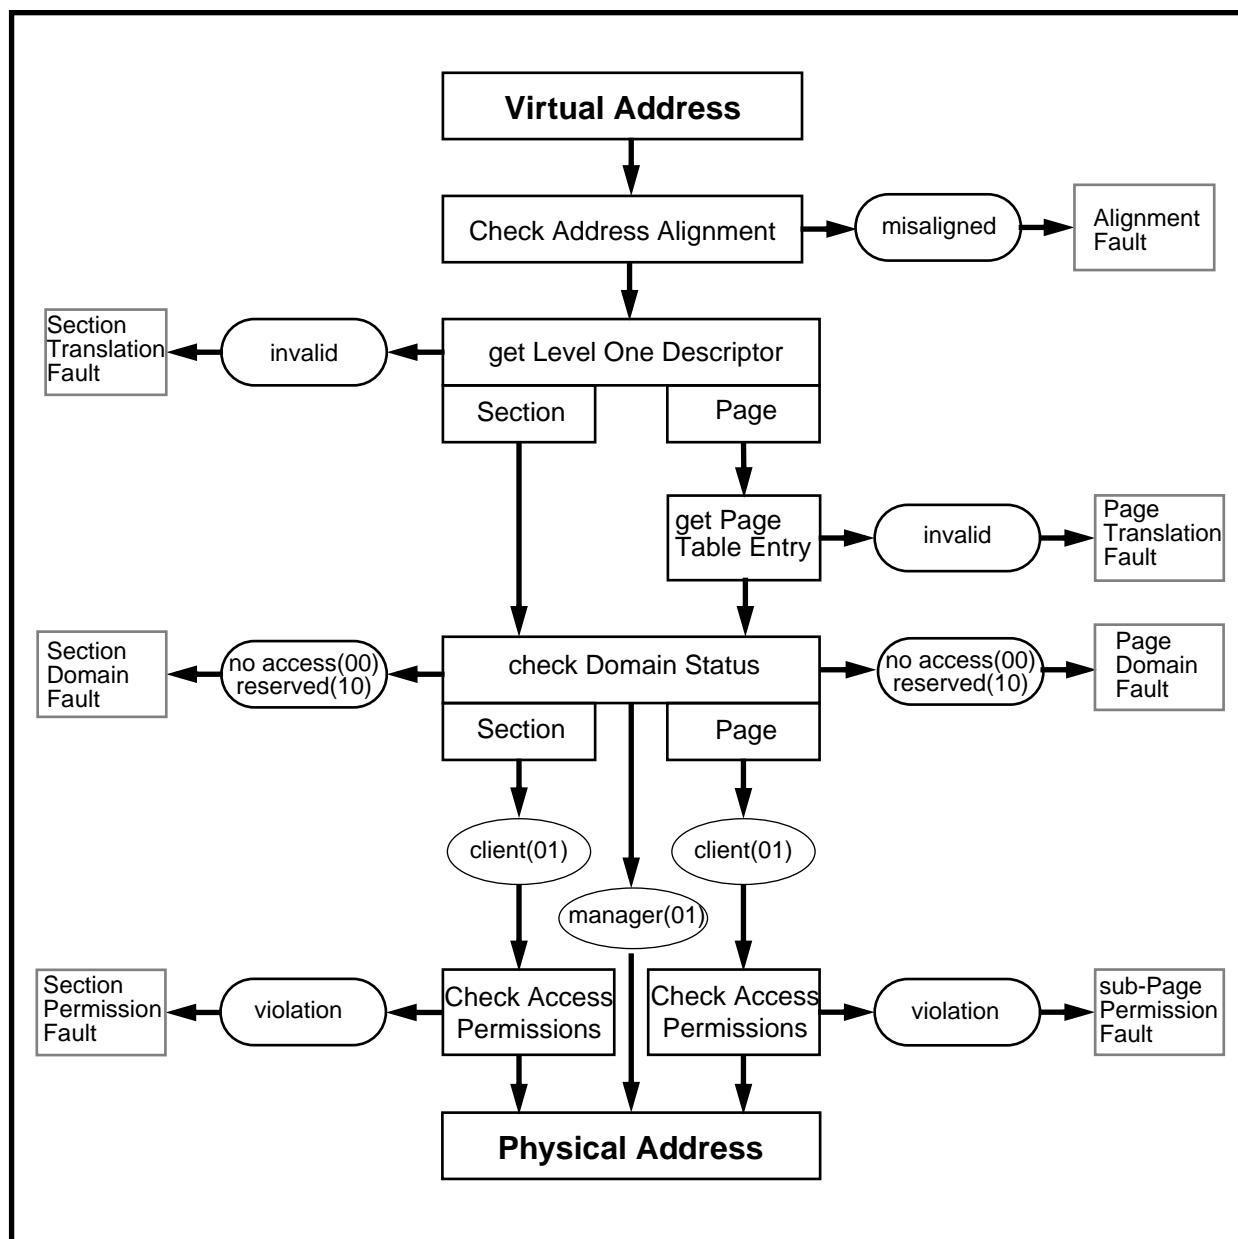 Virtual Address
Check Address Alignment
misaligned
Alignment
Fault
Section
Translation
Fault
invalid
get Level One Descriptor
Section
Page
get Page
Table Entry
invalid
Page
Translation
Fault
Section
Domain
Fault
no access(00)
reserved(10)
check Domain Status
no access(00)
reserved(10)
Page
Domain
Fault
Section
Page
client(01)
client(01)
manager(01)
Section
Permission
Fault
violation
Check Access
Permissions
Check Access
Permissions
violation
sub-Page
Permission
Fault
Physical Address